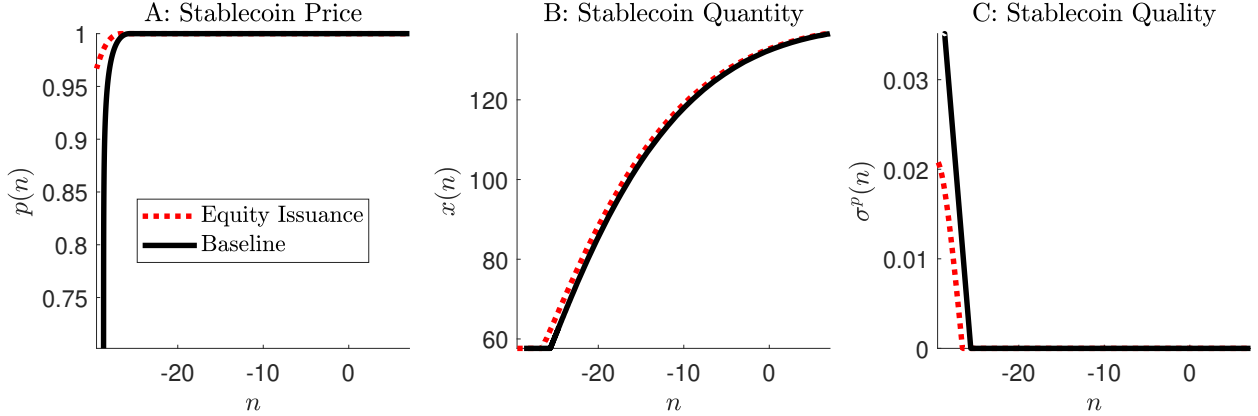 A: Stablecoin Price
1
0.95
0.9
0.85
0.8
0.75
p(n)
Equity Issuance
Baseline
-20
-10
0
n
B: Stablecoin Quantity
120
100
80
60
x(n)
-20
-10
0
n
C: Stablecoin Quality
0.03
0.02
0.01
0
σᵖ(n)
-20
-10
0
n